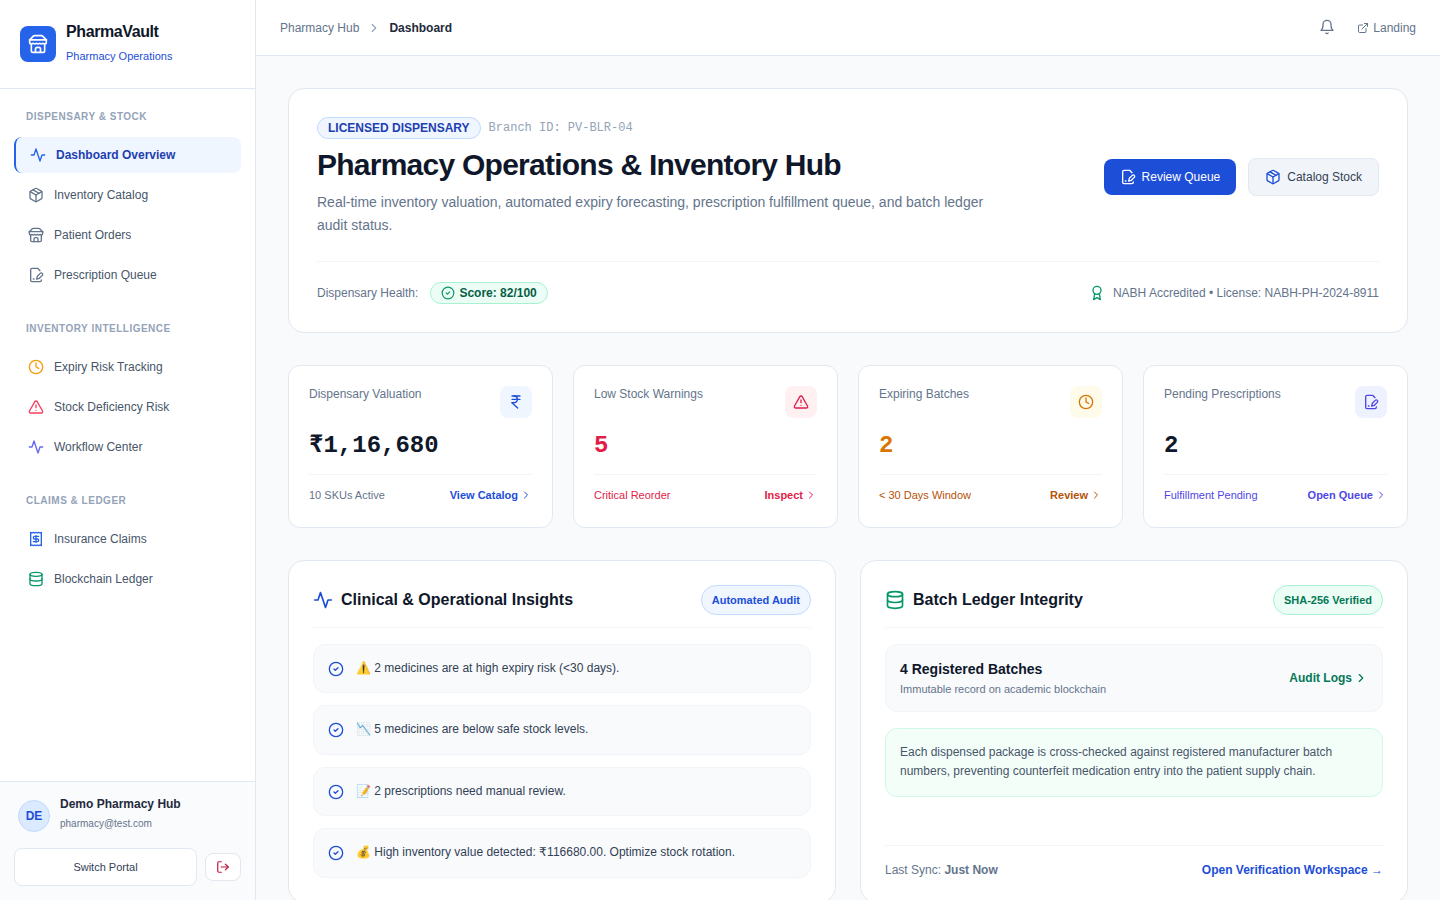 PharmaVault
Pharmacy Operations
DISPENSARY & STOCK
Dashboard Overview
Inventory Catalog
Patient Orders
Prescription Queue
INVENTORY INTELLIGENCE
Expiry Risk Tracking
Stock Deficiency Risk
Workflow Center
CLAIMS & LEDGER
Insurance Claims
Blockchain Ledger
DE
Demo Pharmacy Hub
pharmacy@test.com
Switch Portal
Pharmacy Hub > Dashboard
Landing
LICENSED DISPENSARY Branch ID: PV-BLR-04
Pharmacy Operations & Inventory Hub
Real-time inventory valuation, automated expiry forecasting, prescription fulfillment queue, and batch ledger
audit status.
Review Queue
Catalog Stock
Dispensary Health: Score: 82/100
NABH Accredited • License: NABH-PH-2024-8911
Dispensary Valuation
₹1,16,680
10 SKUs Active View Catalog
Low Stock Warnings
5
Critical Reorder Inspect
Expiring Batches
2
< 30 Days Window Review
Pending Prescriptions
2
Fulfillment Pending Open Queue
Clinical & Operational Insights Automated Audit
⚠️ 2 medicines are at high expiry risk (<30 days).
📉 5 medicines are below safe stock levels.
📝 2 prescriptions need manual review.
💰 High inventory value detected: ₹116680.00. Optimize stock rotation.
Batch Ledger Integrity SHA-256 Verified
4 Registered Batches
Immutable record on academic blockchain
Audit Logs
Each dispensed package is cross-checked against registered manufacturer batch
numbers, preventing counterfeit medication entry into the patient supply chain.
Last Sync: Just Now
Open Verification Workspace →